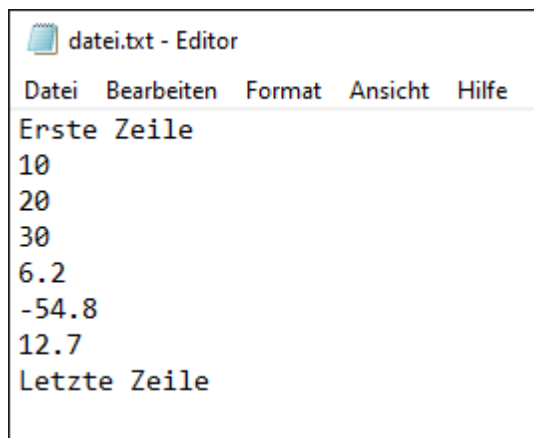 datei.txt - Editor
Datei Bearbeiten Format Ansicht Hilfe
Erste Zeile
10
20
30
6.2
-54.8
12.7
Letzte Zeile